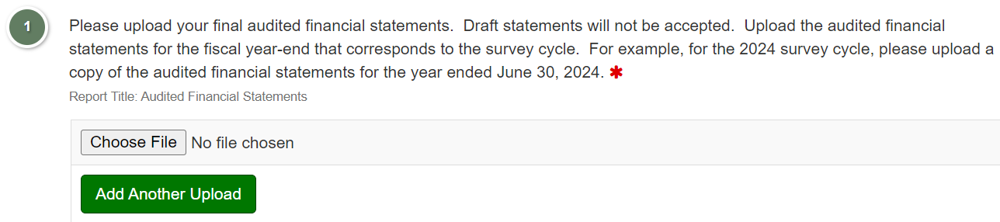 1
Please upload your final audited financial statements.  Draft statements will not be accepted.  Upload the audited financial
statements for the fiscal year-end that corresponds to the survey cycle.  For example, for the 2024 survey cycle, please upload a
copy of the audited financial statements for the year ended June 30, 2024. ✱
Report Title: Audited Financial Statements
Choose File No file chosen
Add Another Upload